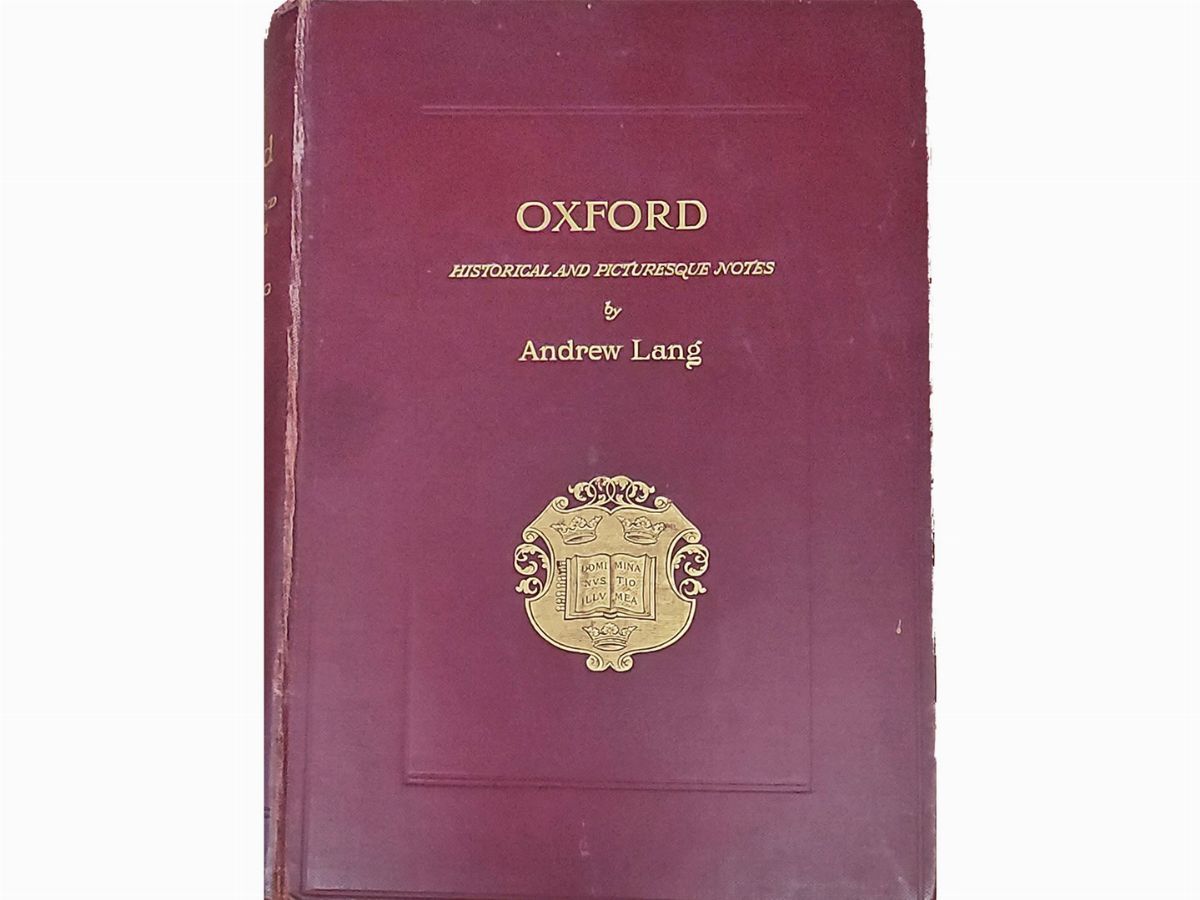 OXFORD
HISTORICAL AND PICTURESQUE NOTES
by
Andrew Lang
DOMI MINA
NVS TIO
ILLV MEA